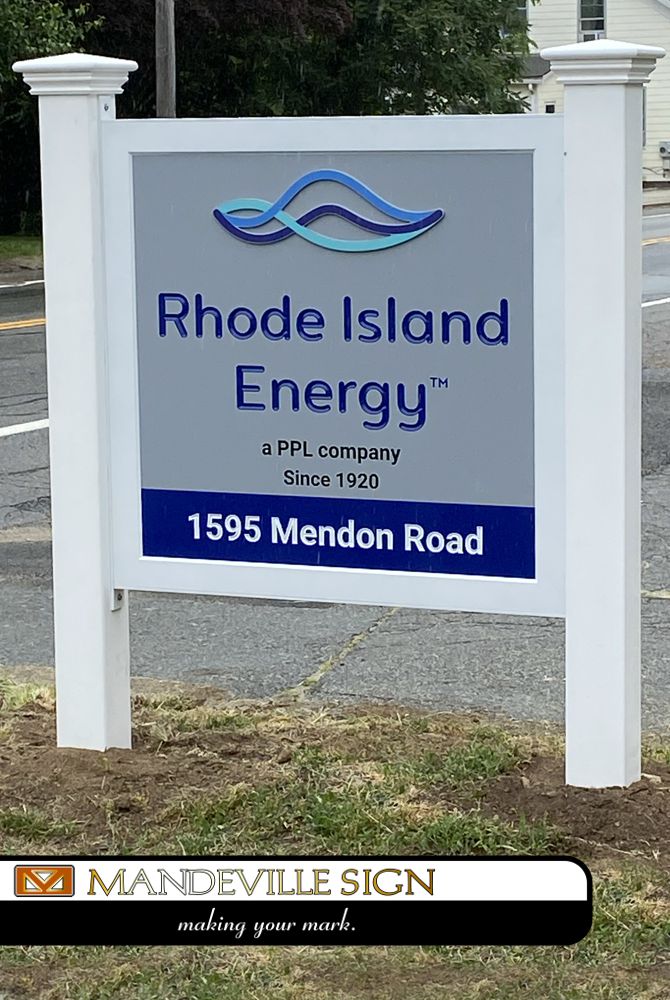 Rhode Island
Energy™
a PPL company
Since 1920
1595 Mendon Road
MANDEVILLE SIGN
making your mark.